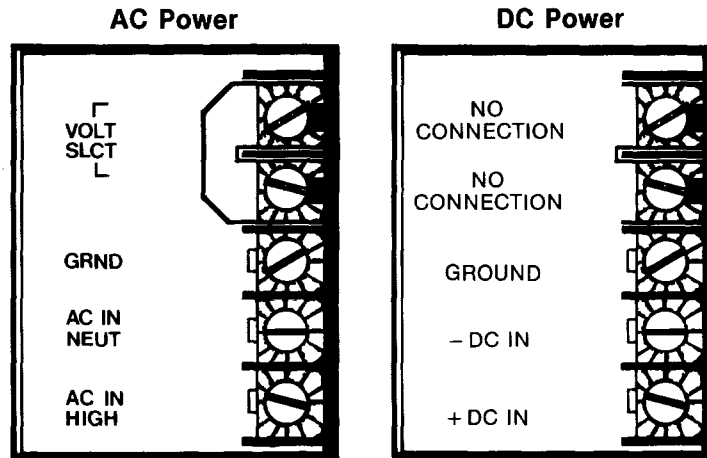 AC Power
VOLT
SLCT
GRND
AC IN
NEUT
AC IN
HIGH
DC Power
NO
CONNECTION
NO
CONNECTION
GROUND
– DC IN
+ DC IN